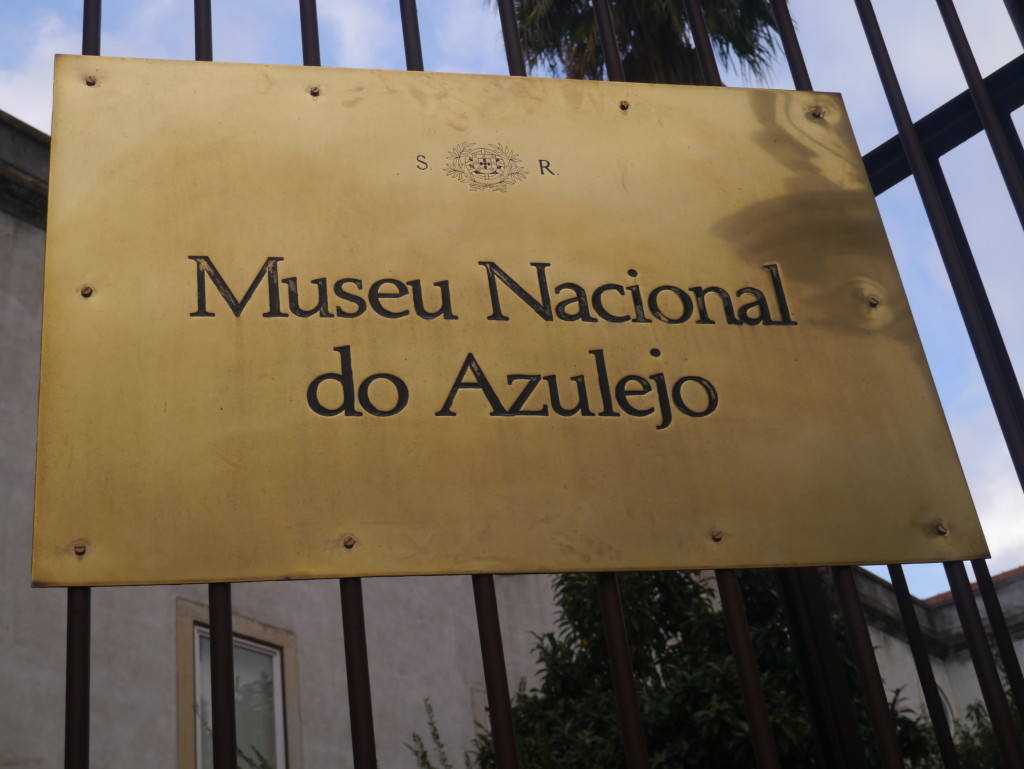 S. R.
Museu Nacional
do Azulejo